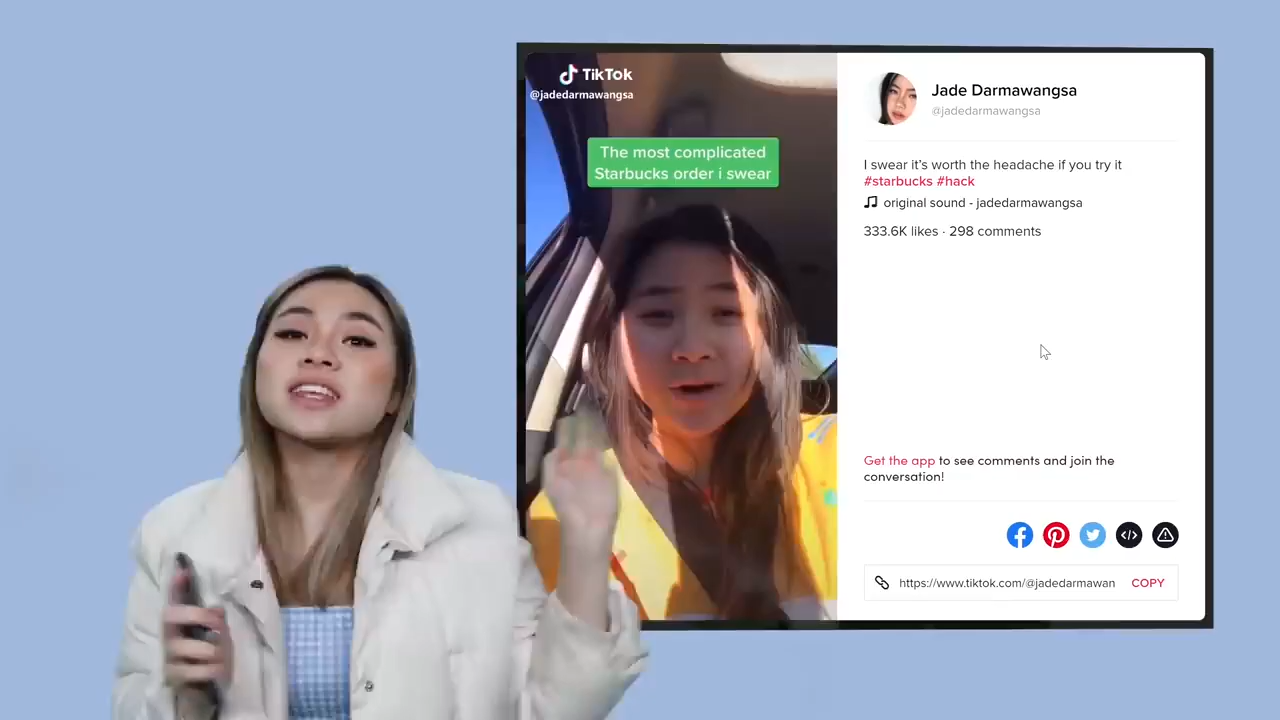 TikTok
@jadedarmawangsa
The most complicated
Starbucks order i swear
Jade Darmawangsa
@jadedarmawangsa
I swear it’s worth the headache if you try it
#starbucks #hack
original sound - jadedarmawangsa
333.6K likes · 298 comments
Get the app to see comments and join the
conversation!
https://www.tiktok.com/@jadedarmawan
COPY